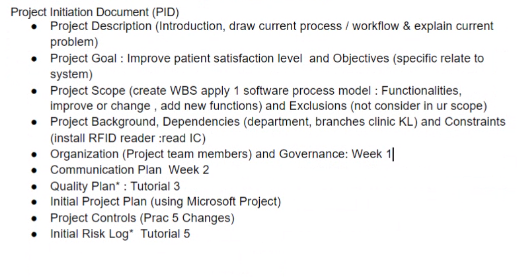 Project Initiation Document (PID)
● Project Description (Introduction, draw current process / workflow & explain current
problem)
● Project Goal : Improve patient satisfaction level and Objectives (specific relate to
system)
● Project Scope (create WBS apply 1 software process model : Functionalities,
improve or change , add new functions) and Exclusions (not consider in ur scope)
● Project Background, Dependencies (department, branches clinic KL) and Constraints
(install RFID reader :read IC)
● Organization (Project team members) and Governance: Week 1
● Communication Plan Week 2
● Quality Plan* : Tutorial 3
● Initial Project Plan (using Microsoft Project)
● Project Controls (Prac 5 Changes)
● Initial Risk Log* Tutorial 5